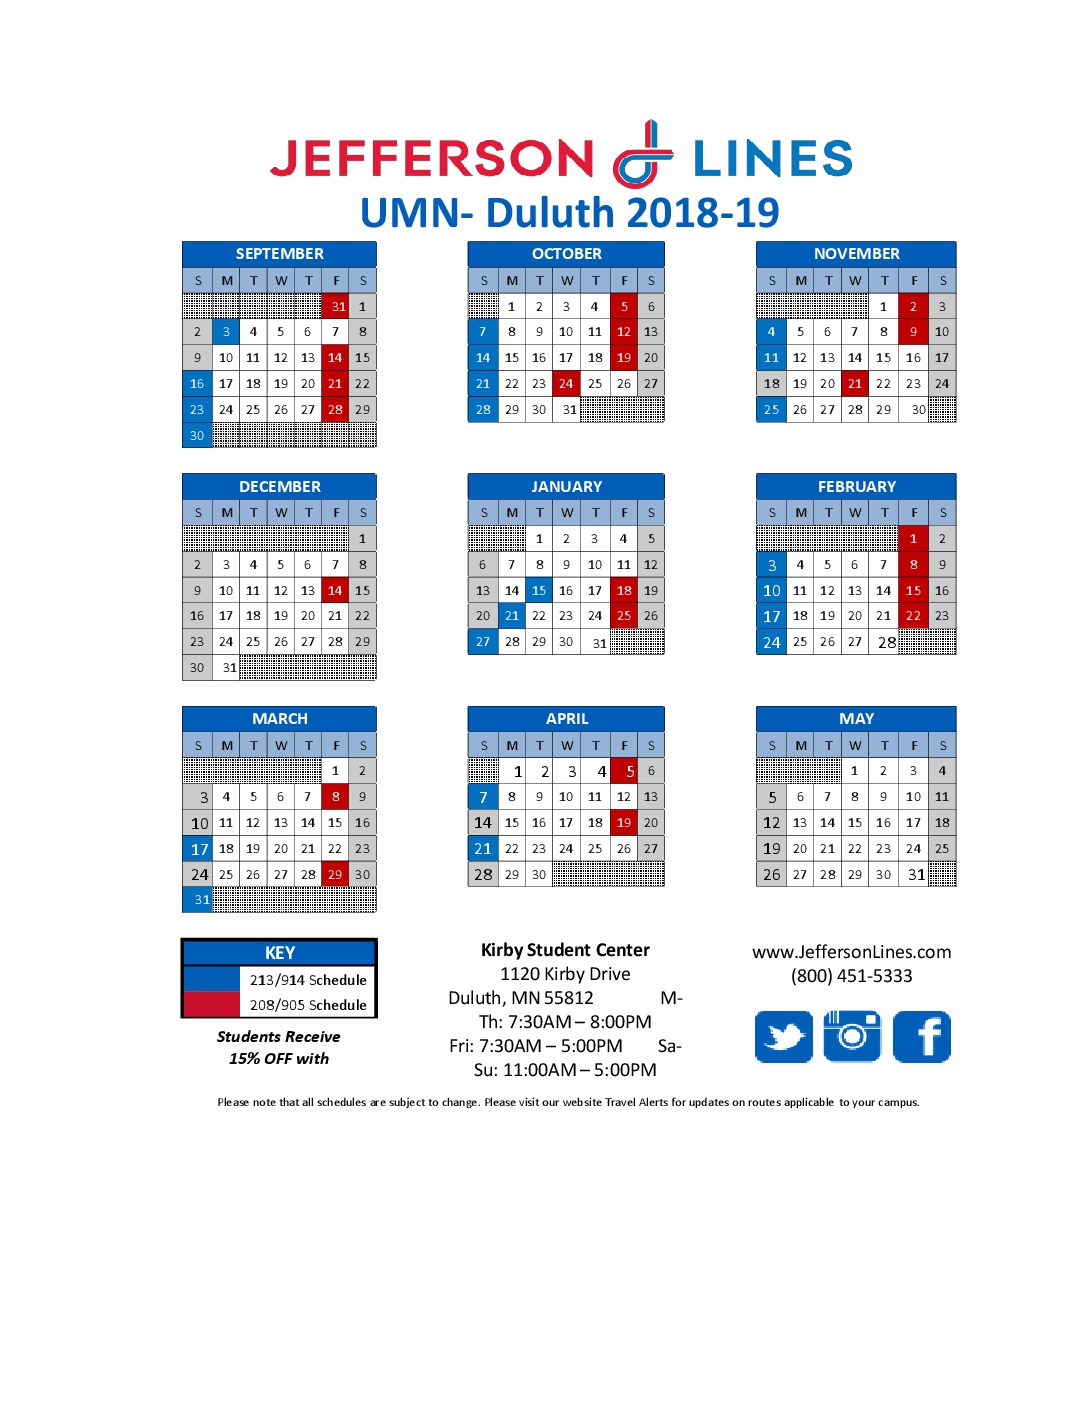 JEFFERSON LINES
UMN- Duluth 2018-19
SEPTEMBER
S M T W T F S
31 1
2 3 4 5 6 7 8
9 10 11 12 13 14 15
16 17 18 19 20 21 22
23 24 25 26 27 28 29
30
OCTOBER
S M T W T F S
1 2 3 4 5 6
7 8 9 10 11 12 13
14 15 16 17 18 19 20
21 22 23 24 25 26 27
28 29 30 31
NOVEMBER
S M T W T F S
1 2 3
4 5 6 7 8 9 10
11 12 13 14 15 16 17
18 19 20 21 22 23 24
25 26 27 28 29 30
DECEMBER
S M T W T F S
1
2 3 4 5 6 7 8
9 10 11 12 13 14 15
16 17 18 19 20 21 22
23 24 25 26 27 28 29
30 31
JANUARY
S M T W T F S
1 2 3 4 5
6 7 8 9 10 11 12
13 14 15 16 17 18 19
20 21 22 23 24 25 26
27 28 29 30 31
FEBRUARY
S M T W T F S
1 2
3 4 5 6 7 8 9
10 11 12 13 14 15 16
17 18 19 20 21 22 23
24 25 26 27 28
MARCH
S M T W T F S
1 2
3 4 5 6 7 8 9
10 11 12 13 14 15 16
17 18 19 20 21 22 23
24 25 26 27 28 29 30
31
APRIL
S M T W T F S
1 2 3 4 5 6
7 8 9 10 11 12 13
14 15 16 17 18 19 20
21 22 23 24 25 26 27
28 29 30
MAY
S M T W T F S
1 2 3 4
5 6 7 8 9 10 11
12 13 14 15 16 17 18
19 20 21 22 23 24 25
26 27 28 29 30 31
KEY
213/914 Schedule
208/905 Schedule
Students Receive
15% OFF with
Kirby Student Center
1120 Kirby Drive
Duluth, MN 55812 M-
Th: 7:30AM – 8:00PM
Fri: 7:30AM – 5:00PM Sa-
Su: 11:00AM – 5:00PM
www.JeffersonLines.com
(800) 451-5333
f
Please note that all schedules are subject to change. Please visit our website Travel Alerts for updates on routes applicable to your campus.